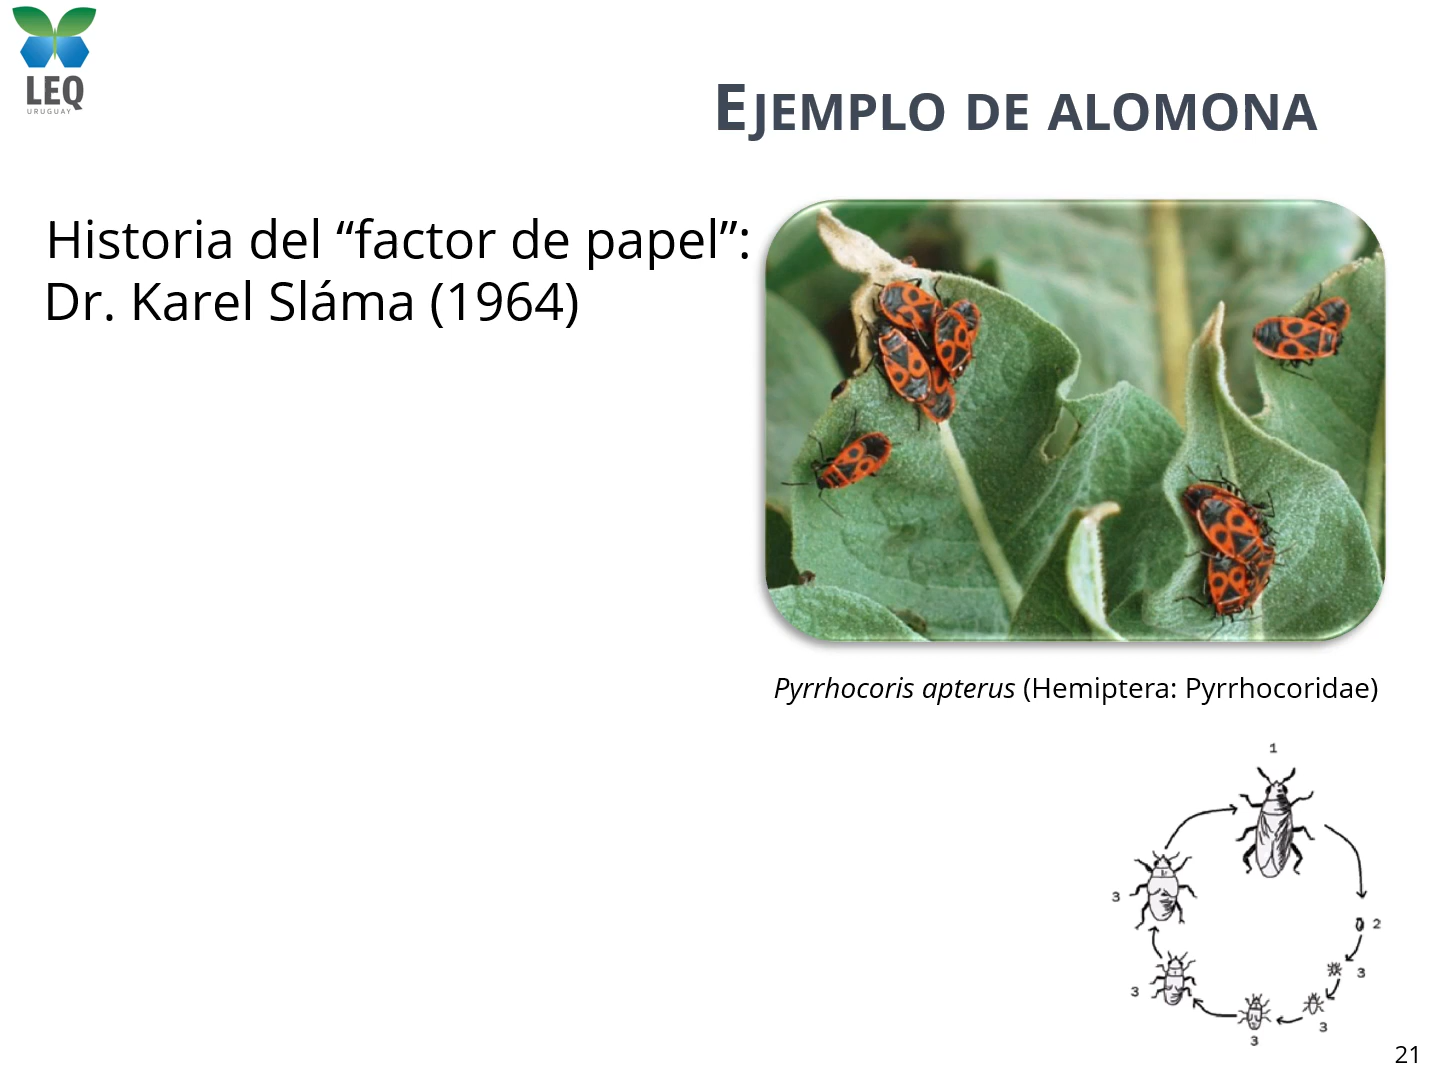 LEQ
URUGUAY
EJEMPLO DE ALOMONA
Historia del “factor de papel”:
Dr. Karel Sláma (1964)
Pyrrhocoris apterus (Hemiptera: Pyrrhocoridae)
1
3
2
3
3
3
3
21